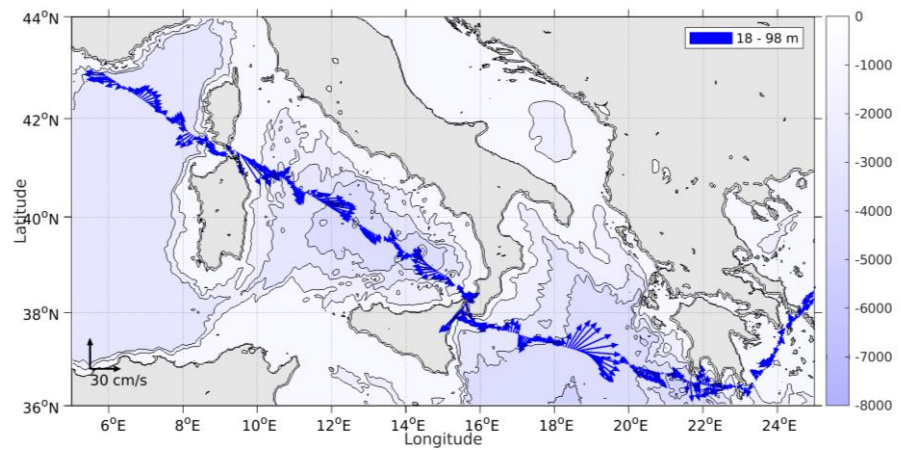 44°N
42°N
40°N
38°N
36°N
Latitude
6°E
8°E
10°E
12°E
14°E
16°E
18°E
20°E
22°E
24°E
Longitude
30 cm/s
18 - 98 m
0
-1000
-2000
-3000
-4000
-5000
-6000
-7000
-8000